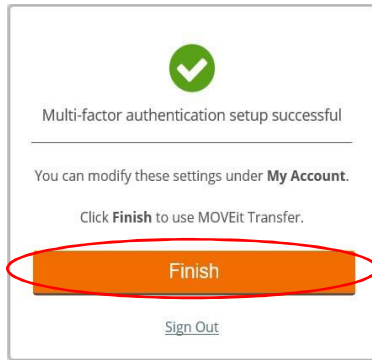 Multi-factor authentication setup successful
You can modify these settings under My Account.
Click Finish to use MOVEit Transfer.
Finish
Sign Out